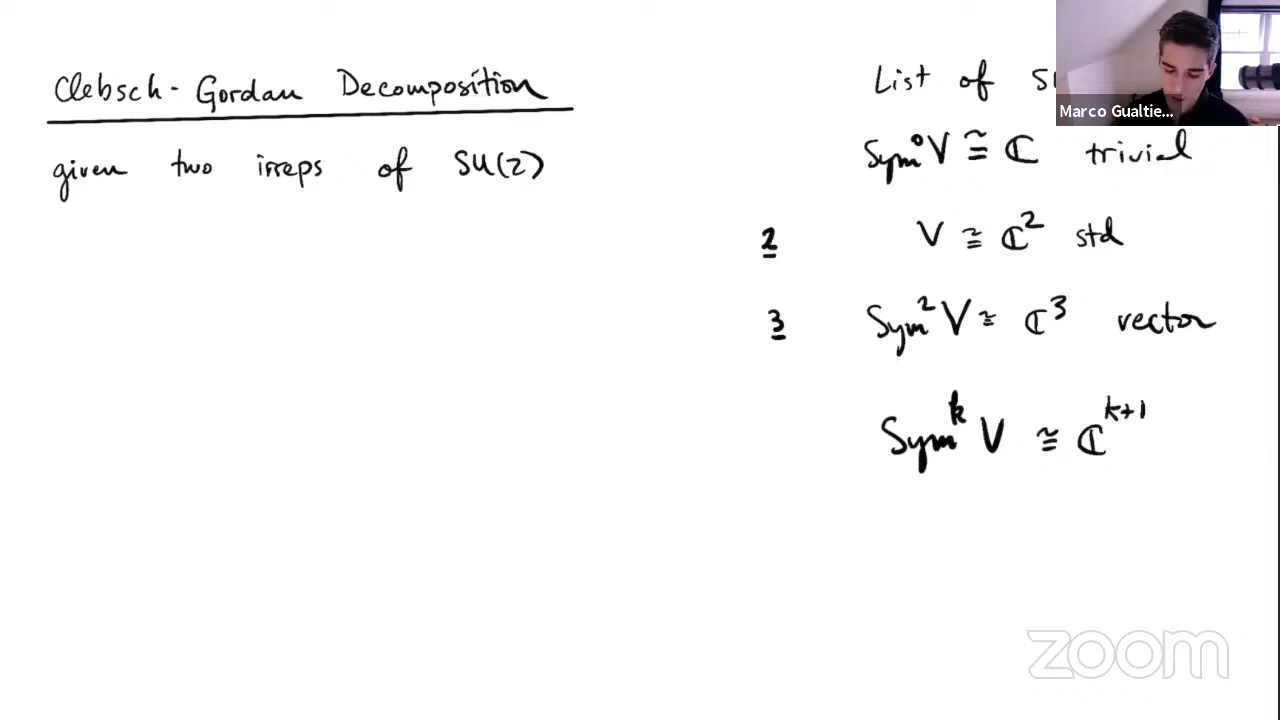 Clebsch-Gordan Decomposition
given two irreps of SU(2)
List of
Sym⁰V ≅ ℂ trivial
2 V ≅ ℂ² std
3 Sym²V ≅ ℂ³ vector
Symᵏ V ≅ ℂᵏ⁺¹
Marco Gualtie...
zoom